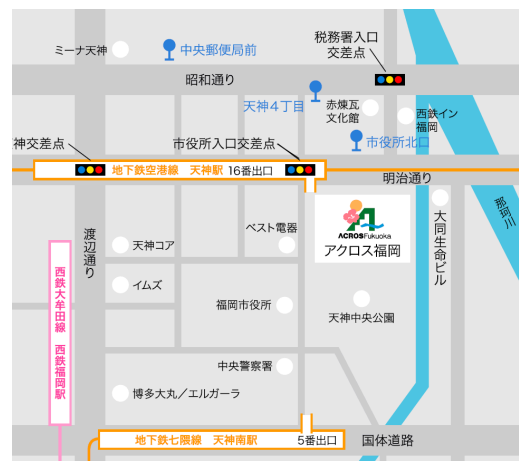 ミーナ天神
中央郵便局前
税務署入口
交差点
昭和通り
天神4丁目
赤煉瓦
文化館
西鉄イン
福岡
市役所北口
神交差点
市役所入口交差点
地下鉄空港線 天神駅 16番出口
明治通り
那珂川
渡辺通り
天神コア
ベスト電器
ACROS Fukuoka
アクロス福岡
大同生命ビル
西鉄大牟田線 西鉄福岡駅
イムズ
福岡市役所
天神中央公園
中央警察署
博多大丸/エルガーラ
地下鉄七隈線 天神南駅 5番出口
国体道路